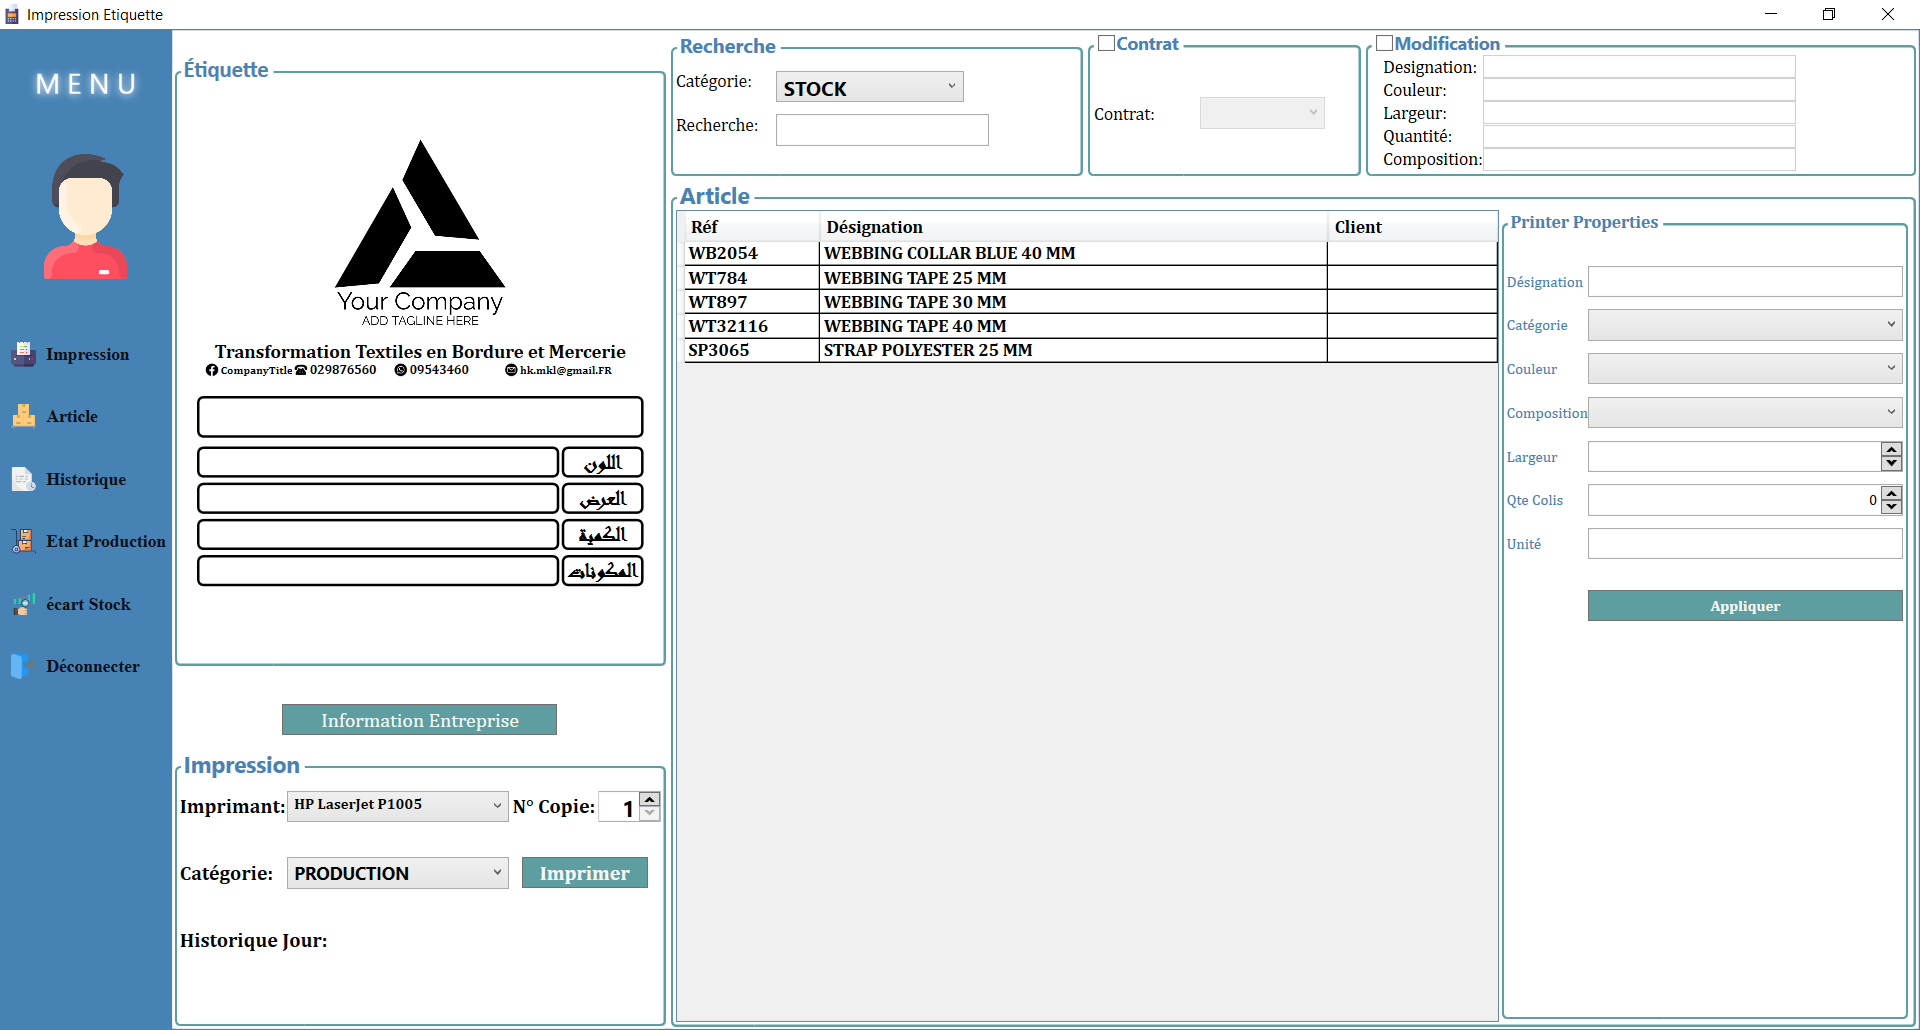 Impression Etiquette
MENU
Impression
Article
Historique
Etat Production
écart Stock
Déconnecter
Étiquette
Your Company
ADD TAGLINE HERE
Transformation Textiles en Bordure et Mercerie
CompanyTitle 029876560 09543460 hk.mkl@gmail.FR
اللون
العرض
الكمية
المكونات
Information Entreprise
Impression
Imprimant: HP LaserJet P1005 N° Copie: 1
Catégorie: PRODUCTION Imprimer
Historique Jour:
Recherche
Catégorie: STOCK
Recherche:
Contrat
Contrat:
Modification
Designation:
Couleur:
Largeur:
Quantité:
Composition:
Article
Réf Désignation Client
WB2054 WEBBING COLLAR BLUE 40 MM
WT784 WEBBING TAPE 25 MM
WT897 WEBBING TAPE 30 MM
WT32116 WEBBING TAPE 40 MM
SP3065 STRAP POLYESTER 25 MM
Printer Properties
Désignation
Catégorie
Couleur
Composition
Largeur
Qte Colis 0
Unité
Appliquer